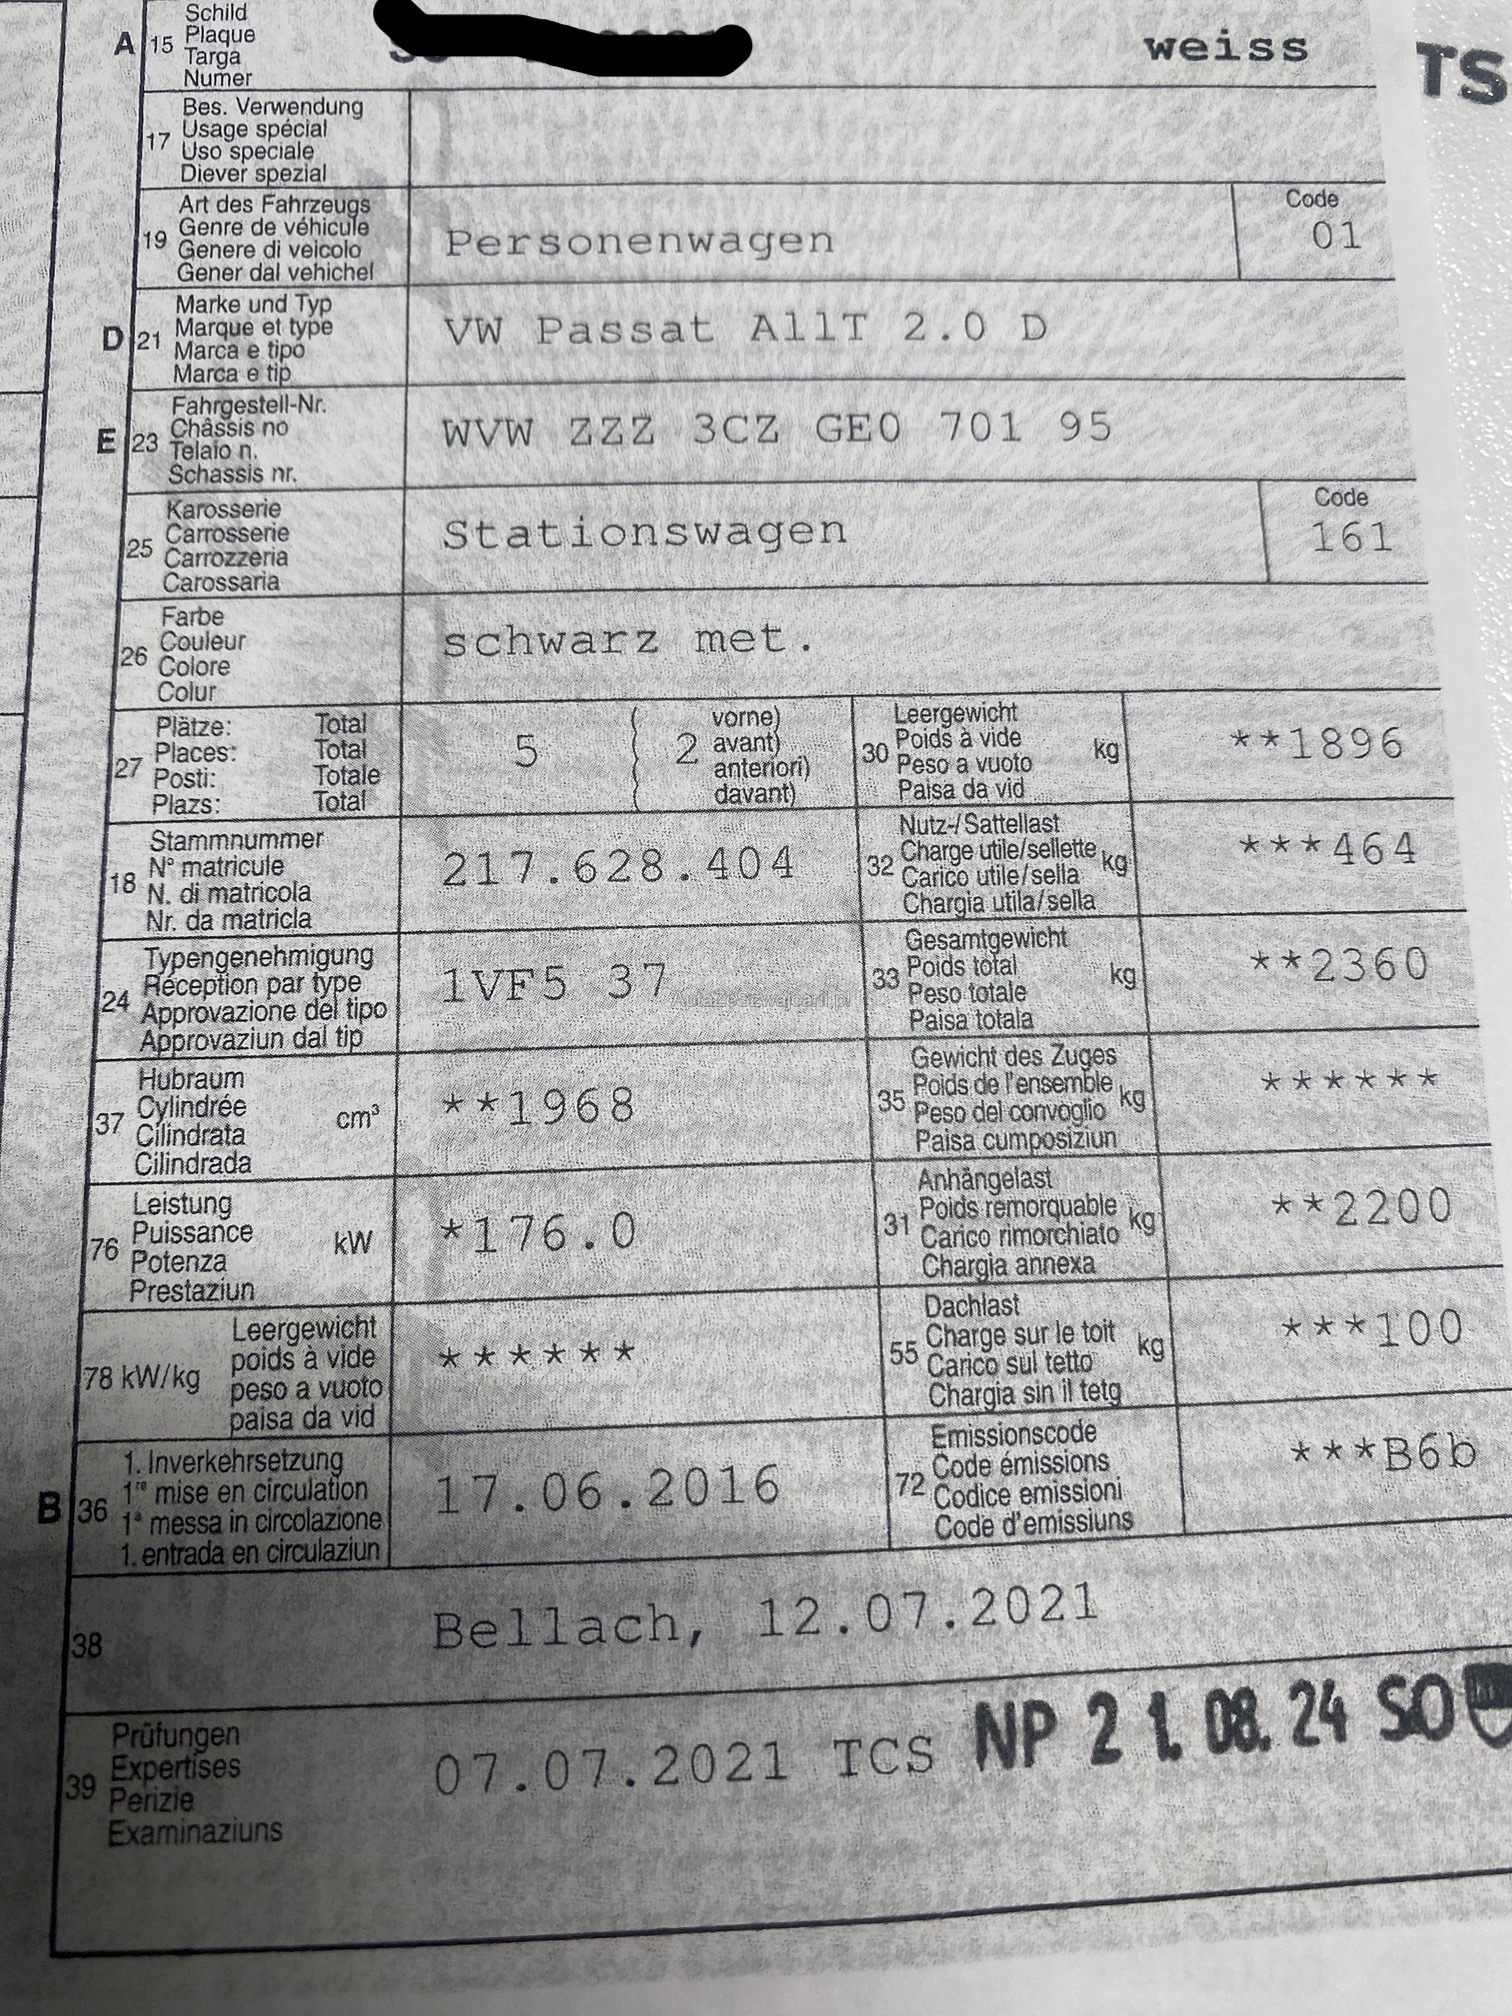 A 15 Schild
Plaque
Targa
Numer
weiss
TS
17 Bes. Verwendung
Usage spécial
Uso speciale
Diever spezial
19 Art des Fahrzeugs
Genre de véhicule
Genere di veicolo
Gener dal vehichel
Personenwagen
Code
01
D 21 Marke und Typ
Marque et type
Marca e tipo
Marca e tip
VW Passat AllT 2.0 D
E 23 Fahrgestell-Nr.
Châssis no
Telaio n.
Schassis nr.
WVW ZZZ 3CZ GE0 701 95
25 Karosserie
Carrosserie
Carrozzeria
Carossaria
Stationswagen
Code
161
26 Farbe
Couleur
Colore
Colur
schwarz met.
27 Plätze: Total
Places: Total
Posti: Totale
Plazs: Total
5 ( 2 vorne)
avant)
anteriori)
davant)
30 Leergewicht
Poids à vide kg
Peso a vuoto
Paisa da vid
**1896
18 Stammnummer
N° matricule
N. di matricola
Nr. da matricla
217.628.404
32 Nutz-/Sattellast
Charge utile/sellette kg
Carico utile/sella
Chargia utila/sella
***464
24 Typengenehmigung
Réception par type
Approvazione del tipo
Approvaziun dal tip
1VF5 37
AutaZeSzwajcarii.pl
33 Gesamtgewicht
Poids total kg
Peso totale
Paisa totala
**2360
37 Hubraum
Cylindrée cm³
Cilindrata
Cilindrada
**1968
35 Gewicht des Zuges
Poids de l'ensemble kg
Peso del convoglio
Paisa cumposiziun
******
76 Leistung
Puissance kW
Potenza
Prestaziun
*176.0
31 Anhängelast
Poids remorquable kg
Carico rimorchiato
Chargia annexa
**2200
78 kW/kg Leergewicht
poids à vide
peso a vuoto
paisa da vid
******
55 Dachlast
Charge sur le toit kg
Carico sul tetto
Chargia sin il tetg
***100
B 36 1. Inverkehrsetzung
1re mise en circulation
1a messa in circolazione
1. entrada en circulaziun
17.06.2016
72 Emissionscode
Code émissions
Codice emissioni
Code d'emissiuns
***B6b
38 Bellach, 12.07.2021
39 Prüfungen
Expertises
Perizie
Examinaziuns
07.07.2021 TCS NP 21.08.24 SO